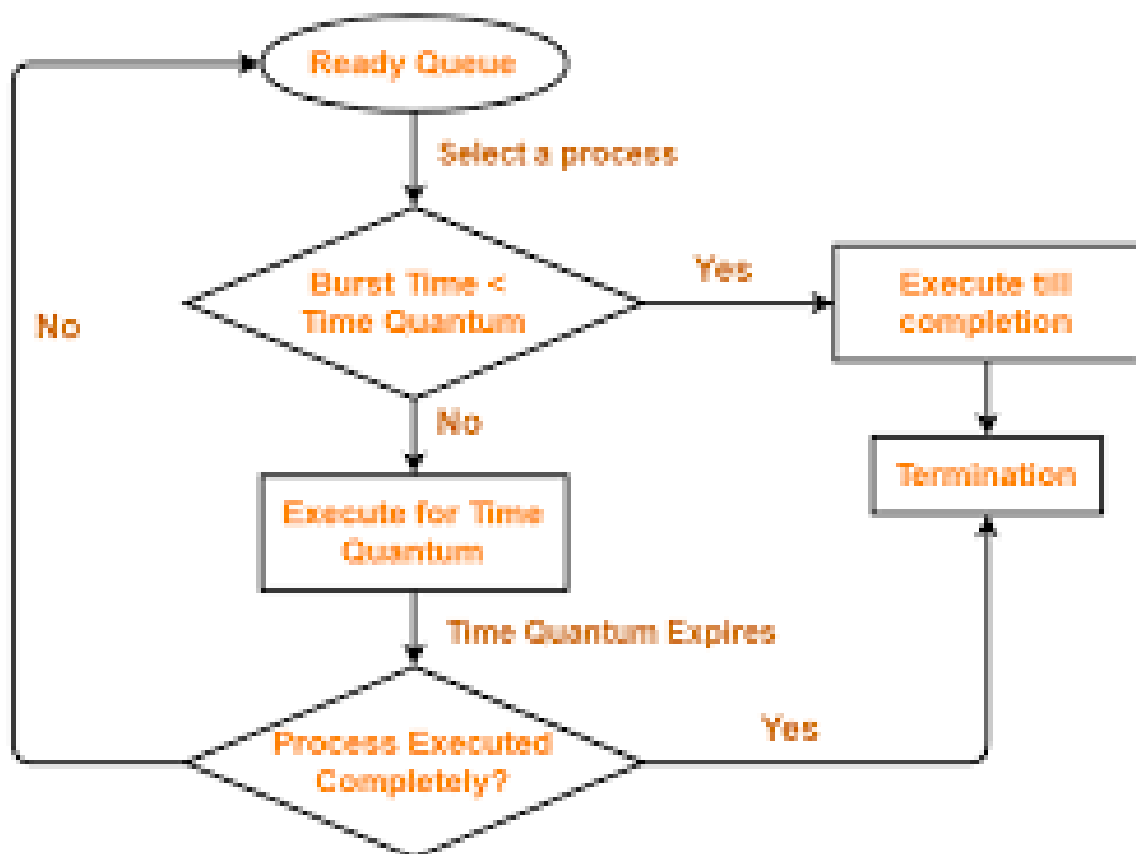 Ready Queue
Select a process
Burst Time <
Time Quantum
Yes
Execute till
completion
No
No
Termination
Execute for Time
Quantum
Time Quantum Expires
Process Executed
Completely?
Yes